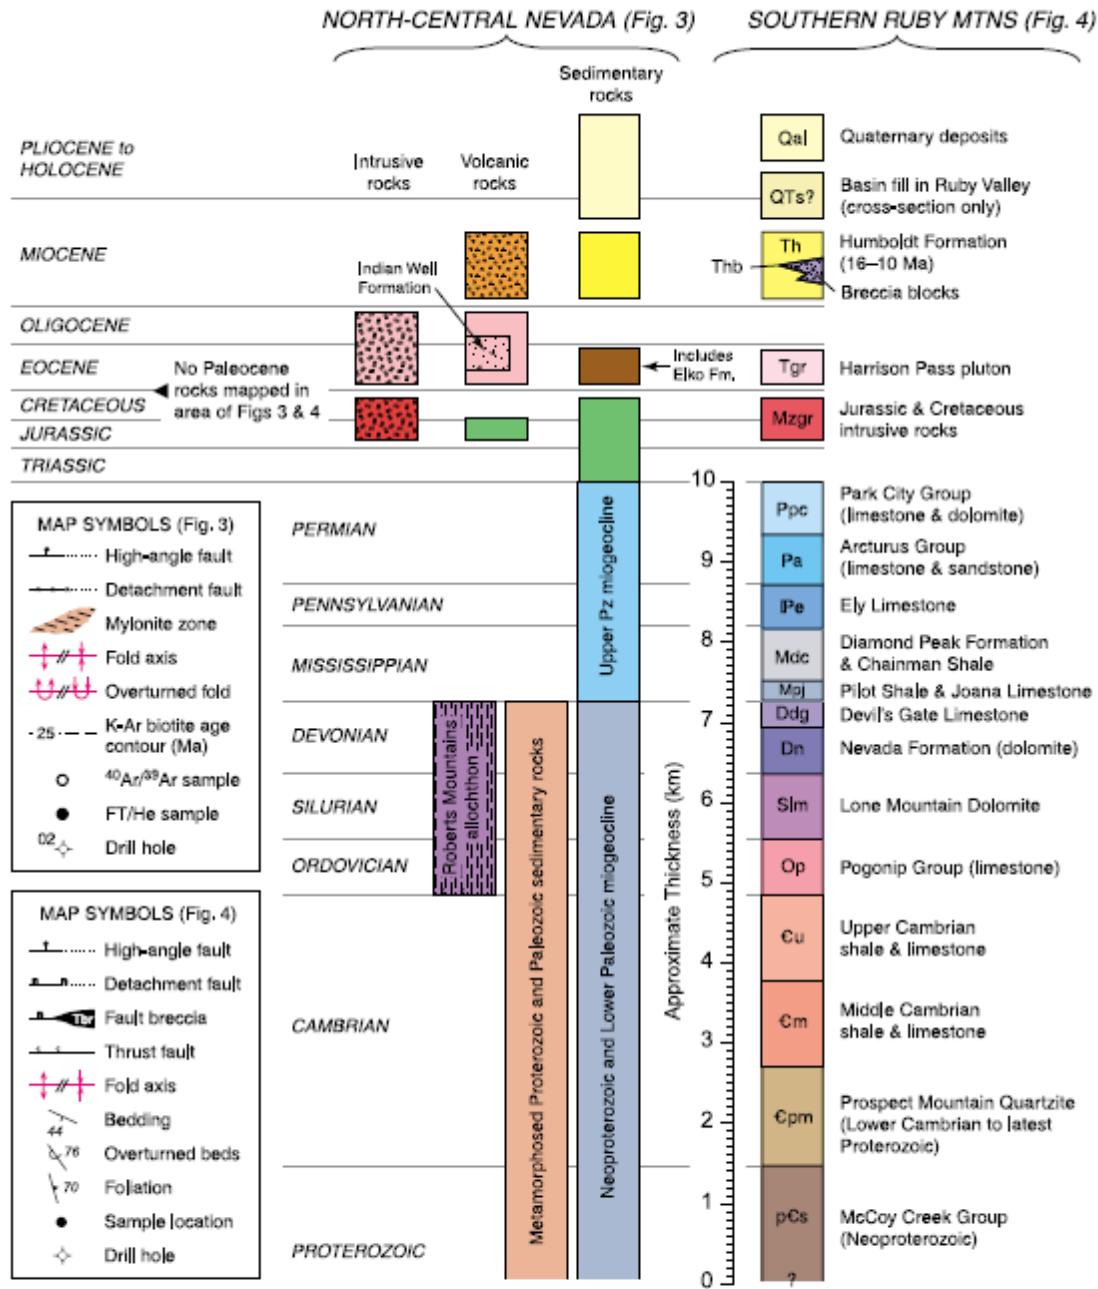 NORTH-CENTRAL NEVADA (Fig. 3)
SOUTHERN RUBY MTNS (Fig. 4)
Sedimentary
rocks
Intrusive
rocks
Volcanic
rocks
PLIOCENE to
HOLOCENE
Qal
Quaternary deposits
QTs?
Basin fill in Ruby Valley
(cross-section only)
MIOCENE
Indian Well
Formation
Th
Thb
Humboldt Formation
(16–10 Ma)
Breccia blocks
OLIGOCENE
EOCENE
No Paleocene
rocks mapped in
area of Figs 3 & 4
Includes
Elko Fm.
Tgr
Harrison Pass pluton
CRETACEOUS
JURASSIC
Mzgr
Jurassic & Cretaceous
intrusive rocks
TRIASSIC
MAP SYMBOLS (Fig. 3)
High-angle fault
Detachment fault
Mylonite zone
Fold axis
Overturned fold
25
K-Ar biotite age
contour (Ma)
40Ar/39Ar sample
FT/He sample
02
Drill hole
MAP SYMBOLS (Fig. 4)
High-angle fault
Detachment fault
Tbr
Fault breccia
Thrust fault
Fold axis
44
Bedding
76
Overturned beds
70
Foliation
Sample location
Drill hole
PERMIAN
PENNSYLVANIAN
MISSISSIPPIAN
DEVONIAN
SILURIAN
ORDOVICIAN
CAMBRIAN
PROTEROZOIC
Roberts Mountains
allochthon
Metamorphosed Proterozoic and Paleozoic sedimentary rocks
Upper Pz miogeocline
Neoproterozoic and Lower Paleozoic miogeocline
Approximate Thickness (km)
10
9
8
7
6
5
4
3
2
1
0
Ppc
Park City Group
(limestone & dolomite)
Pa
Arcturus Group
(limestone & sandstone)
IPe
Ely Limestone
Mdc
Diamond Peak Formation
& Chainman Shale
Mpj
Pilot Shale & Joana Limestone
Ddg
Devil's Gate Limestone
Dn
Nevada Formation (dolomite)
Slm
Lone Mountain Dolomite
Op
Pogonip Group (limestone)
Єu
Upper Cambrian
shale & limestone
Єm
Middle Cambrian
shale & limestone
Єpm
Prospect Mountain Quartzite
(Lower Cambrian to latest
Proterozoic)
pЄs
McCoy Creek Group
(Neoproterozoic)
?